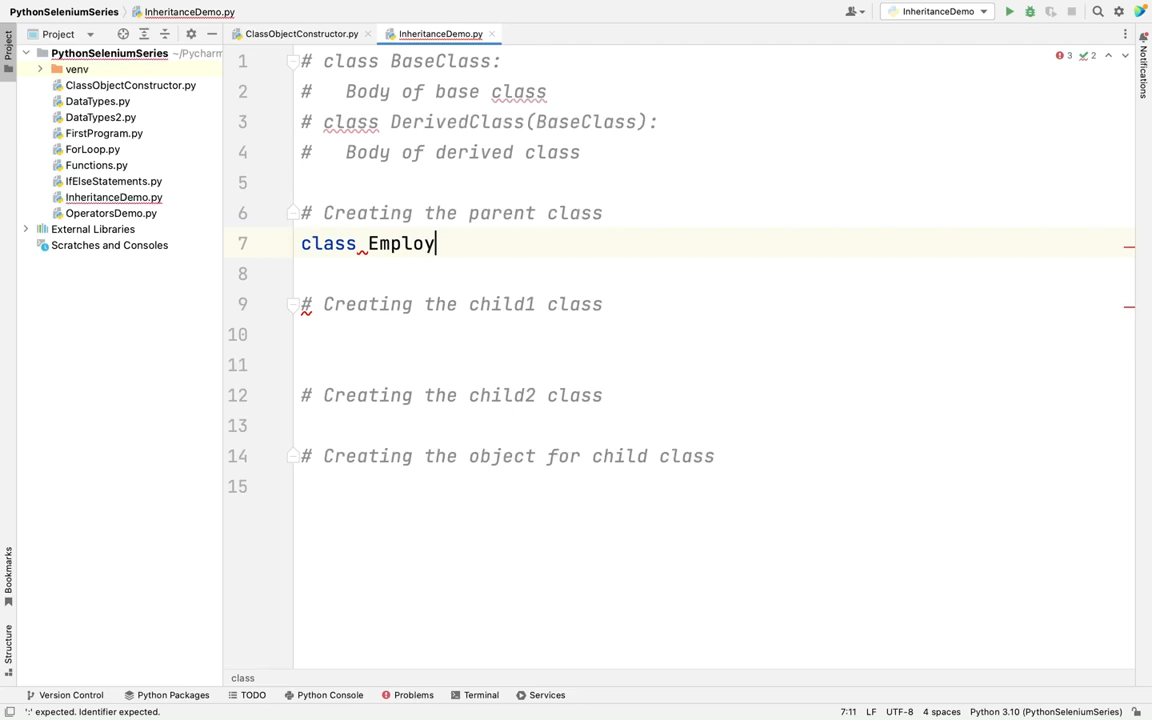 PythonSeleniumSeries InheritanceDemo.py InheritanceDemo
Project Project ClassObjectConstructor.py InheritanceDemo.py
PythonSeleniumSeries ~/Pycharm
venv
ClassObjectConstructor.py
DataTypes.py
DataTypes2.py
FirstProgram.py
ForLoop.py
Functions.py
IfElseStatements.py
InheritanceDemo.py
OperatorsDemo.py
External Libraries
Scratches and Consoles
1 # class BaseClass:
2 #   Body of base class
3 # class DerivedClass(BaseClass):
4 #   Body of derived class
5
6 # Creating the parent class
7 class Employ
8
9 # Creating the child1 class
10
11
12 # Creating the child2 class
13
14 # Creating the object for child class
15
3 2
Notifications
Bookmarks
Structure
class
Version Control Python Packages TODO Python Console Problems Terminal Services
':' expected. Identifier expected. 7:11 LF UTF-8 4 spaces Python 3.10 (PythonSeleniumSeries)